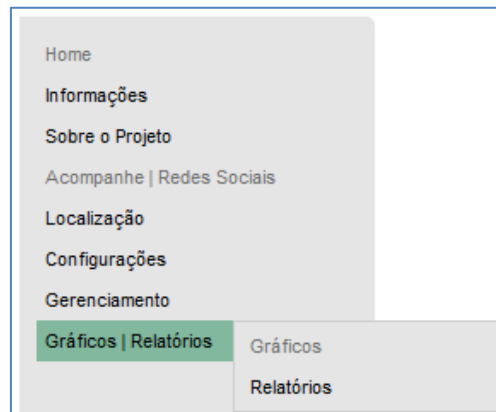 Home
Informações
Sobre o Projeto
Acompanhe | Redes Sociais
Localização
Configurações
Gerenciamento
Gráficos | Relatórios
Gráficos
Relatórios